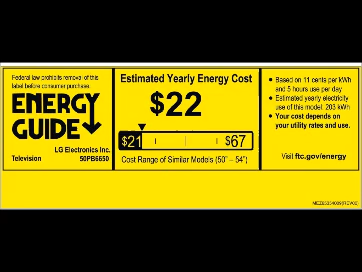 Federal law prohibits removal of this
label before consumer purchase.
ENERGY
GUIDE
LG Electronics Inc.
Television 50PB6650
Estimated Yearly Energy Cost
$22
$21 $67
Cost Range of Similar Models (50" – 54")
• Based on 11 cents per kWh
and 5 hours use per day
• Estimated yearly electricity
use of this model: 203 kWh
• Your cost depends on
your utility rates and use.
Visit ftc.gov/energy